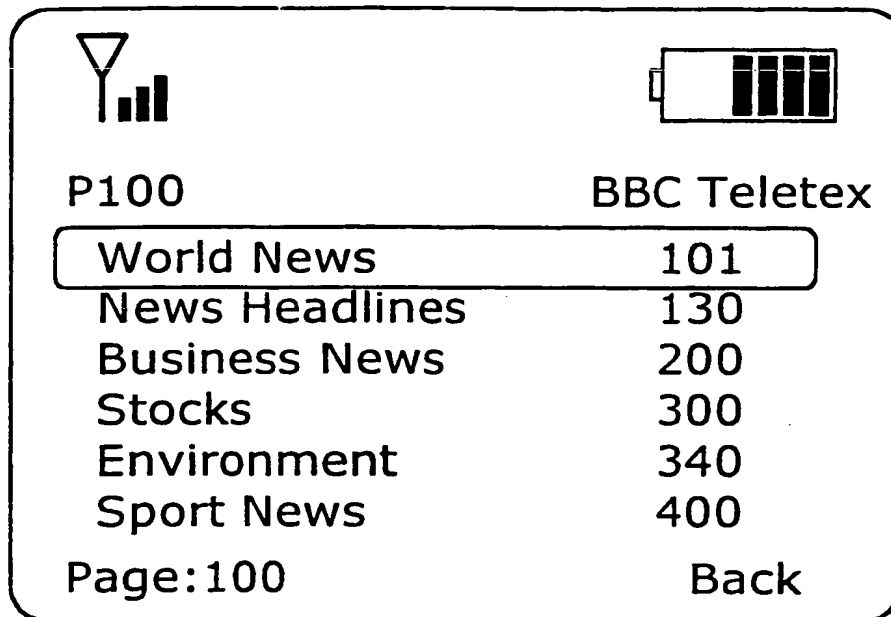 P100 BBC Teletex
World News 101
News Headlines 130
Business News 200
Stocks 300
Environment 340
Sport News 400
Page:100 Back